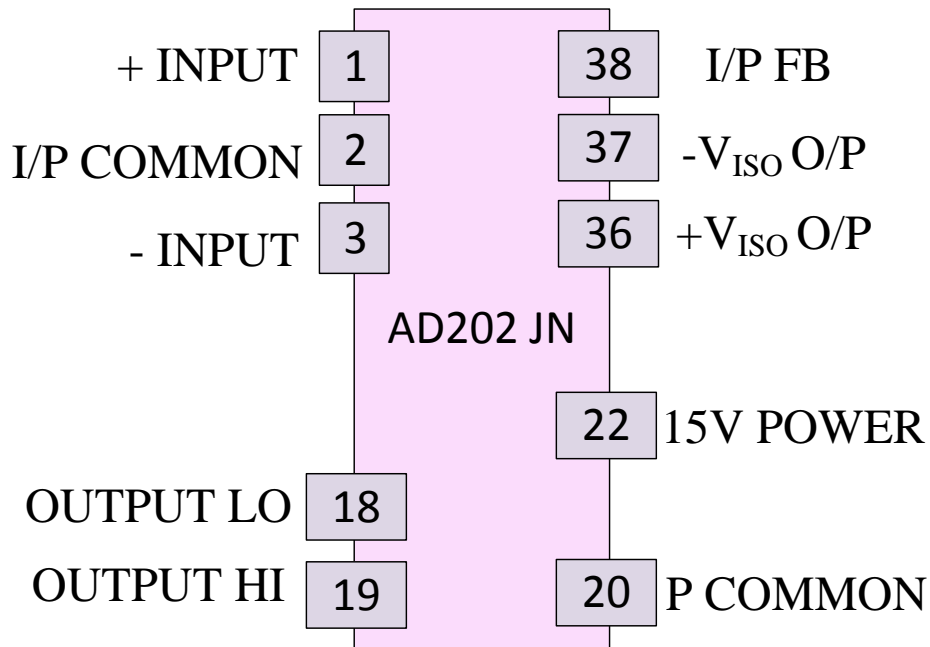 + INPUT 1 38 I/P FB
I/P COMMON 2 37 -VISO O/P
- INPUT 3 36 +VISO O/P
AD202 JN
22 15V POWER
OUTPUT LO 18
OUTPUT HI 19 20 P COMMON